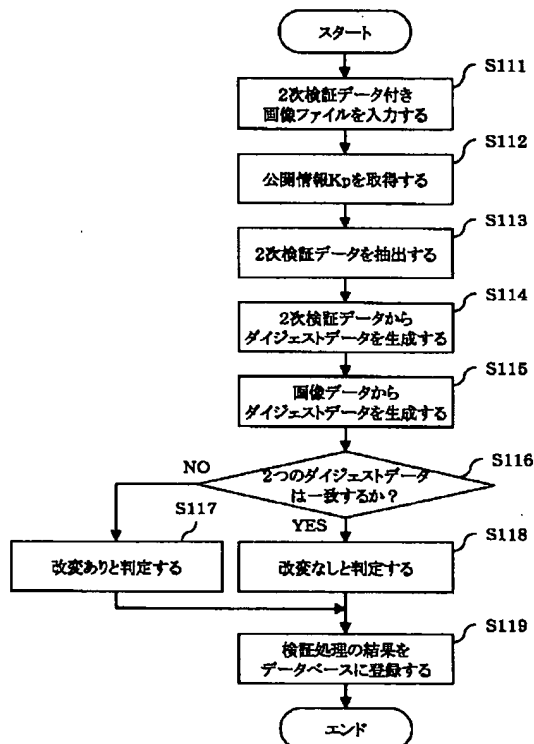 スタート
S111
2次検証データ付き
画像ファイルを入力する
S112
公開情報Kpを取得する
S113
2次検証データを抽出する
S114
2次検証データから
ダイジェストデータを生成する
S115
画像データから
ダイジェストデータを生成する
S116
2つのダイジェストデータ
は一致するか?
NO
YES
S117
改変ありと判定する
S118
改変なしと判定する
S119
検証処理の結果を
データベースに登録する
エンド